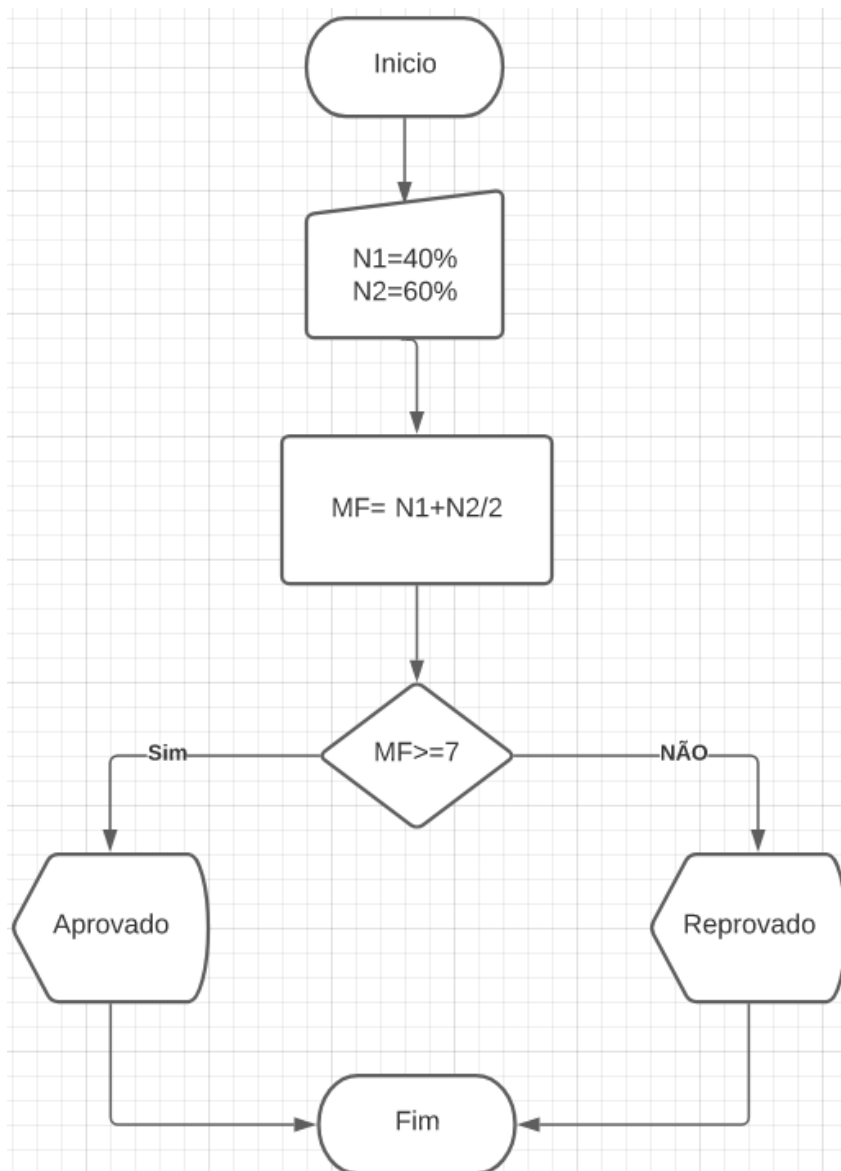 Inicio
N1=40%
N2=60%
MF= N1+N2/2
MF>=7
Sim
NÃO
Aprovado
Reprovado
Fim